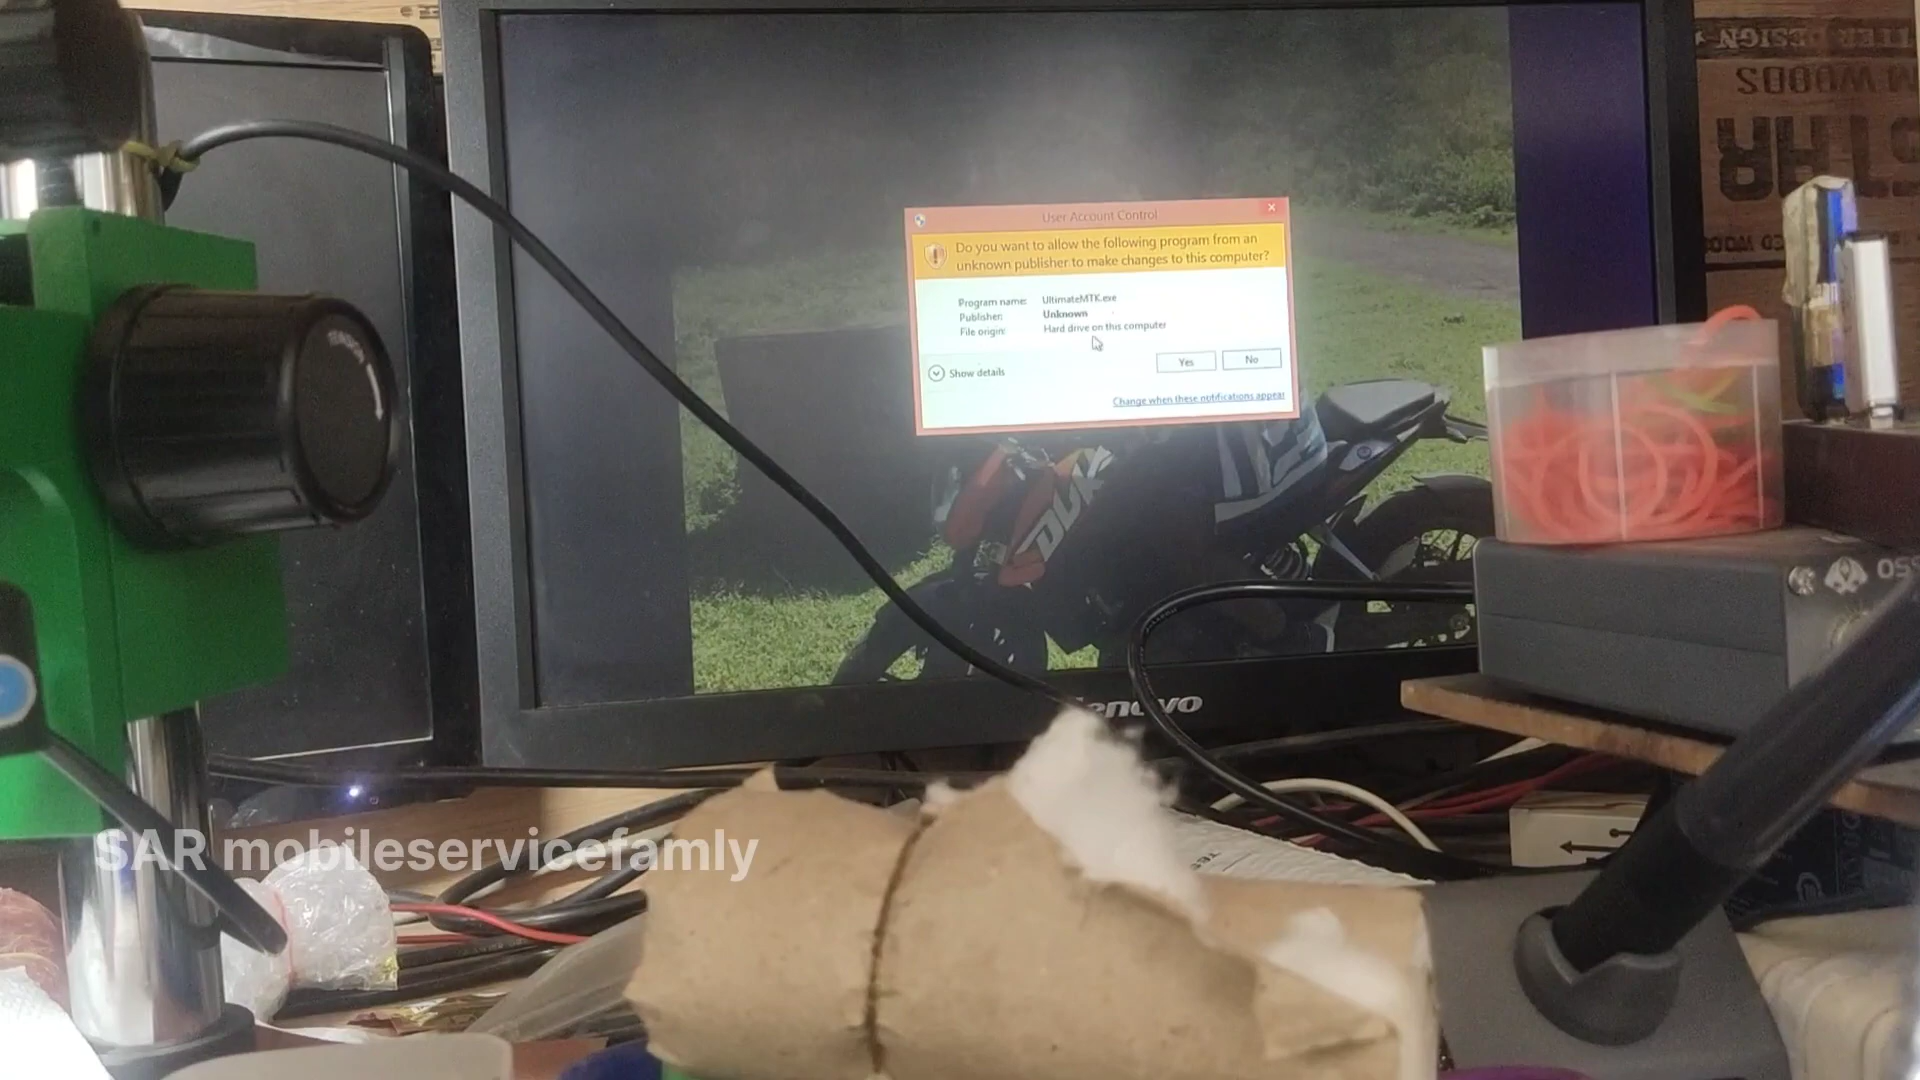 User Account Control
Do you want to allow the following program from an
unknown publisher to make changes to this computer?
Program name: UltimateMTK.exe
Publisher: Unknown
File origin: Hard drive on this computer
Yes No
Show details
Change when these notifications appear
DUKE
lenovo
TENSION
SAR mobileservicefamly